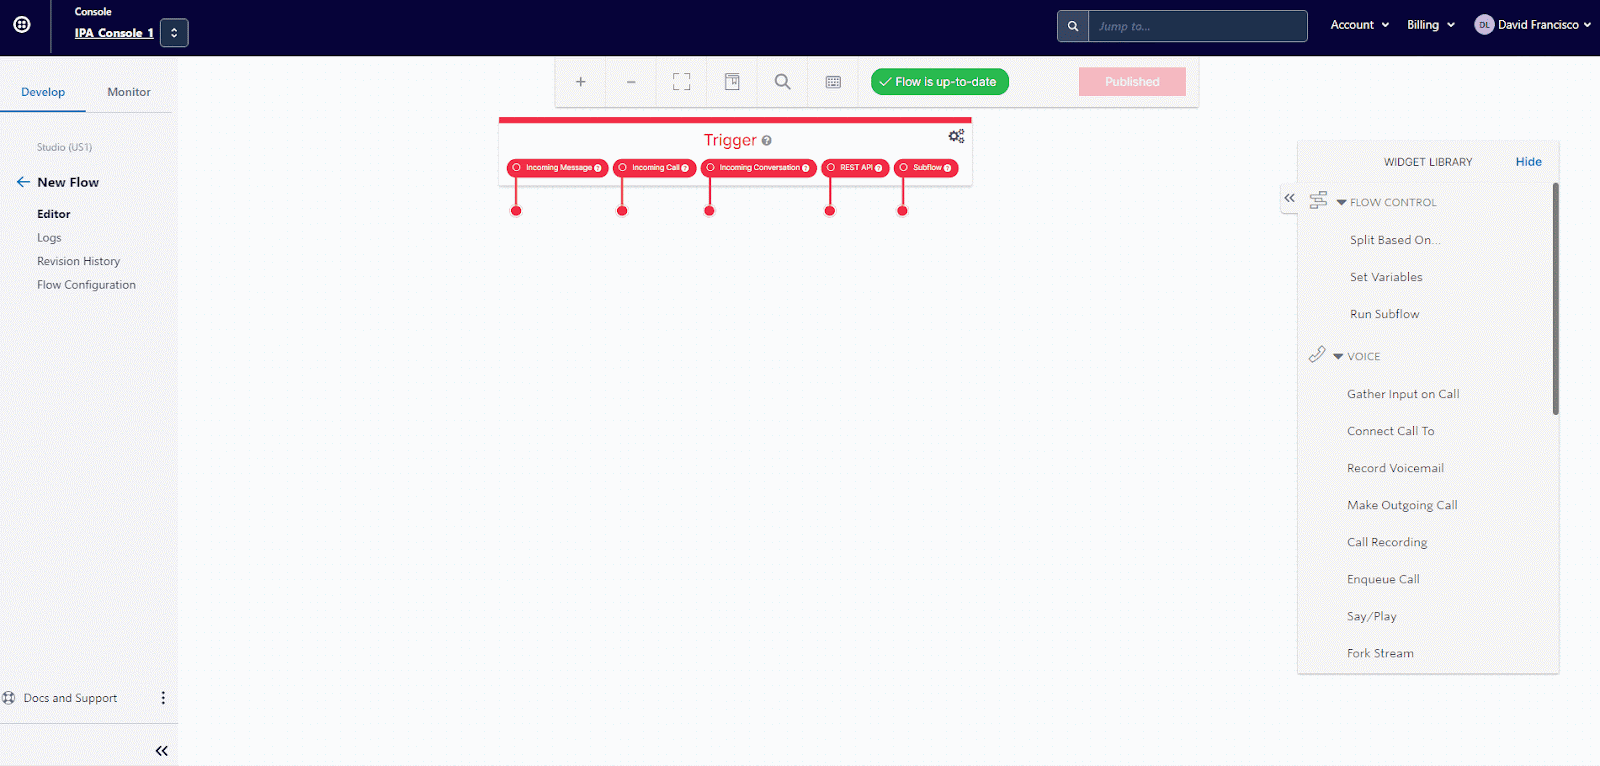 Console
IPA Console 1
Jump to...
Account
Billing
DL
David Francisco
Develop
Monitor
Flow is up-to-date
Published
Trigger
Incoming Message
Incoming Call
Incoming Conversation
REST API
Subflow
Studio (US1)
New Flow
Editor
Logs
Revision History
Flow Configuration
WIDGET LIBRARY
Hide
FLOW CONTROL
Split Based On...
Set Variables
Run Subflow
VOICE
Gather Input on Call
Connect Call To
Record Voicemail
Make Outgoing Call
Call Recording
Enqueue Call
Say/Play
Fork Stream
Docs and Support